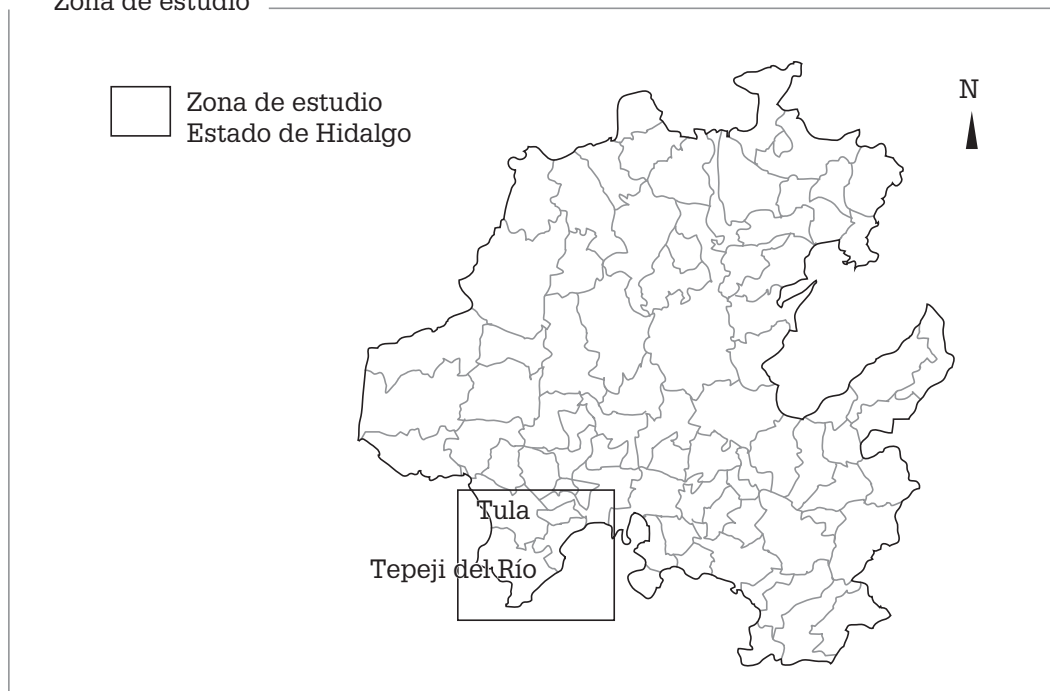 Zona de estudio
Zona de estudio
Estado de Hidalgo
N
Tula
Tepeji del Río